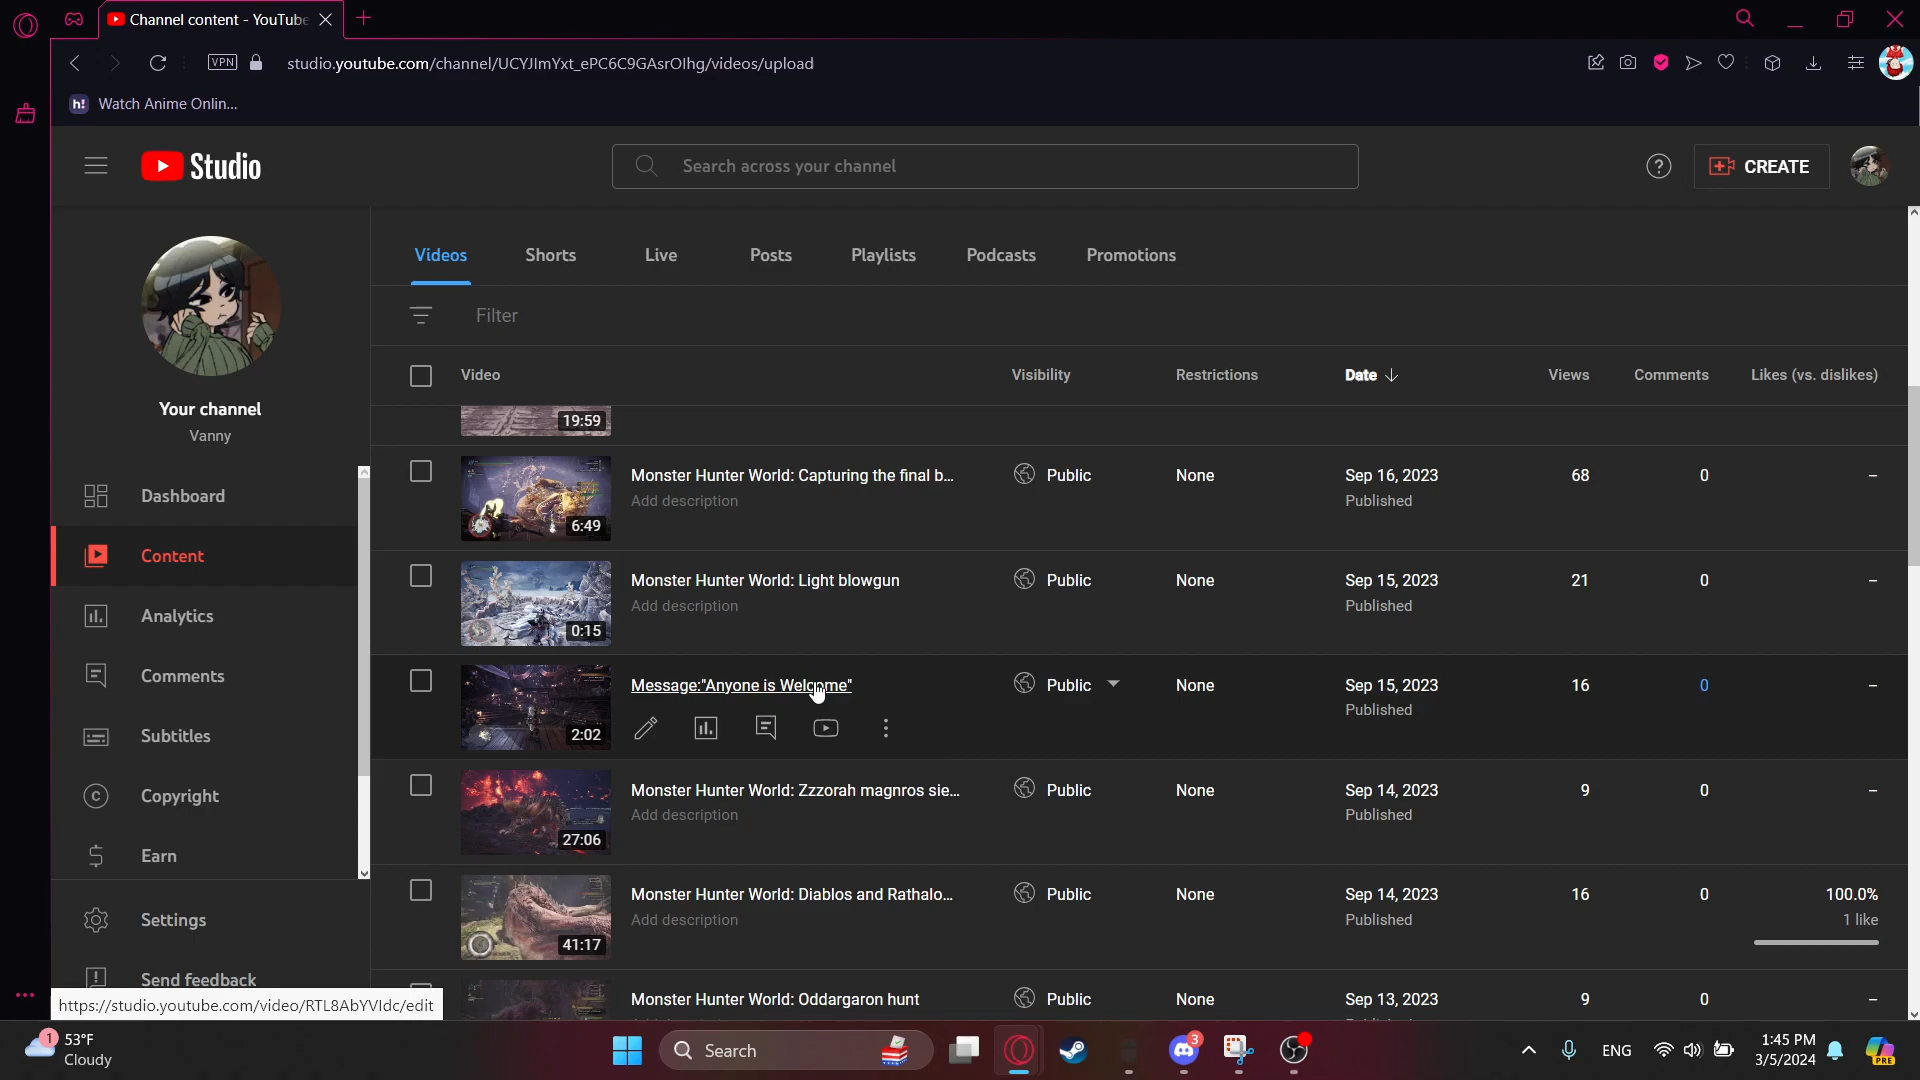 Channel content - YouTube
VPN
studio.youtube.com/channel/UCYJImYxt_ePC6C9GAsrOIhg/videos/upload
h! Watch Anime Onlin...
Studio
Search across your channel
CREATE
Your channel
Vanny
Dashboard
Content
Analytics
Comments
Subtitles
Copyright
Earn
Settings
Send feedback
Videos Shorts Live Posts Playlists Podcasts Promotions
Filter
Video Visibility Restrictions Date Views Comments Likes (vs. dislikes)
19:59
Monster Hunter World: Capturing the final b... Public None Sep 16, 2023 68 0 –
Add description Published
6:49
Monster Hunter World: Light blowgun Public None Sep 15, 2023 21 0 –
Add description Published
0:15
Message:"Anyone is Welcome" Public None Sep 15, 2023 16 0 –
Published
2:02
Monster Hunter World: Zzzorah magnros sie... Public None Sep 14, 2023 9 0 –
Add description Published
27:06
Monster Hunter World: Diablos and Rathalo... Public None Sep 14, 2023 16 0 100.0%
Add description Published 1 like
41:17
Monster Hunter World: Oddargaron hunt Public None Sep 13, 2023 9 0 –
https://studio.youtube.com/video/RTL8AbYVIdc/edit
1
53°F
Cloudy
Search
3
ENG
1:45 PM
3/5/2024
PRE